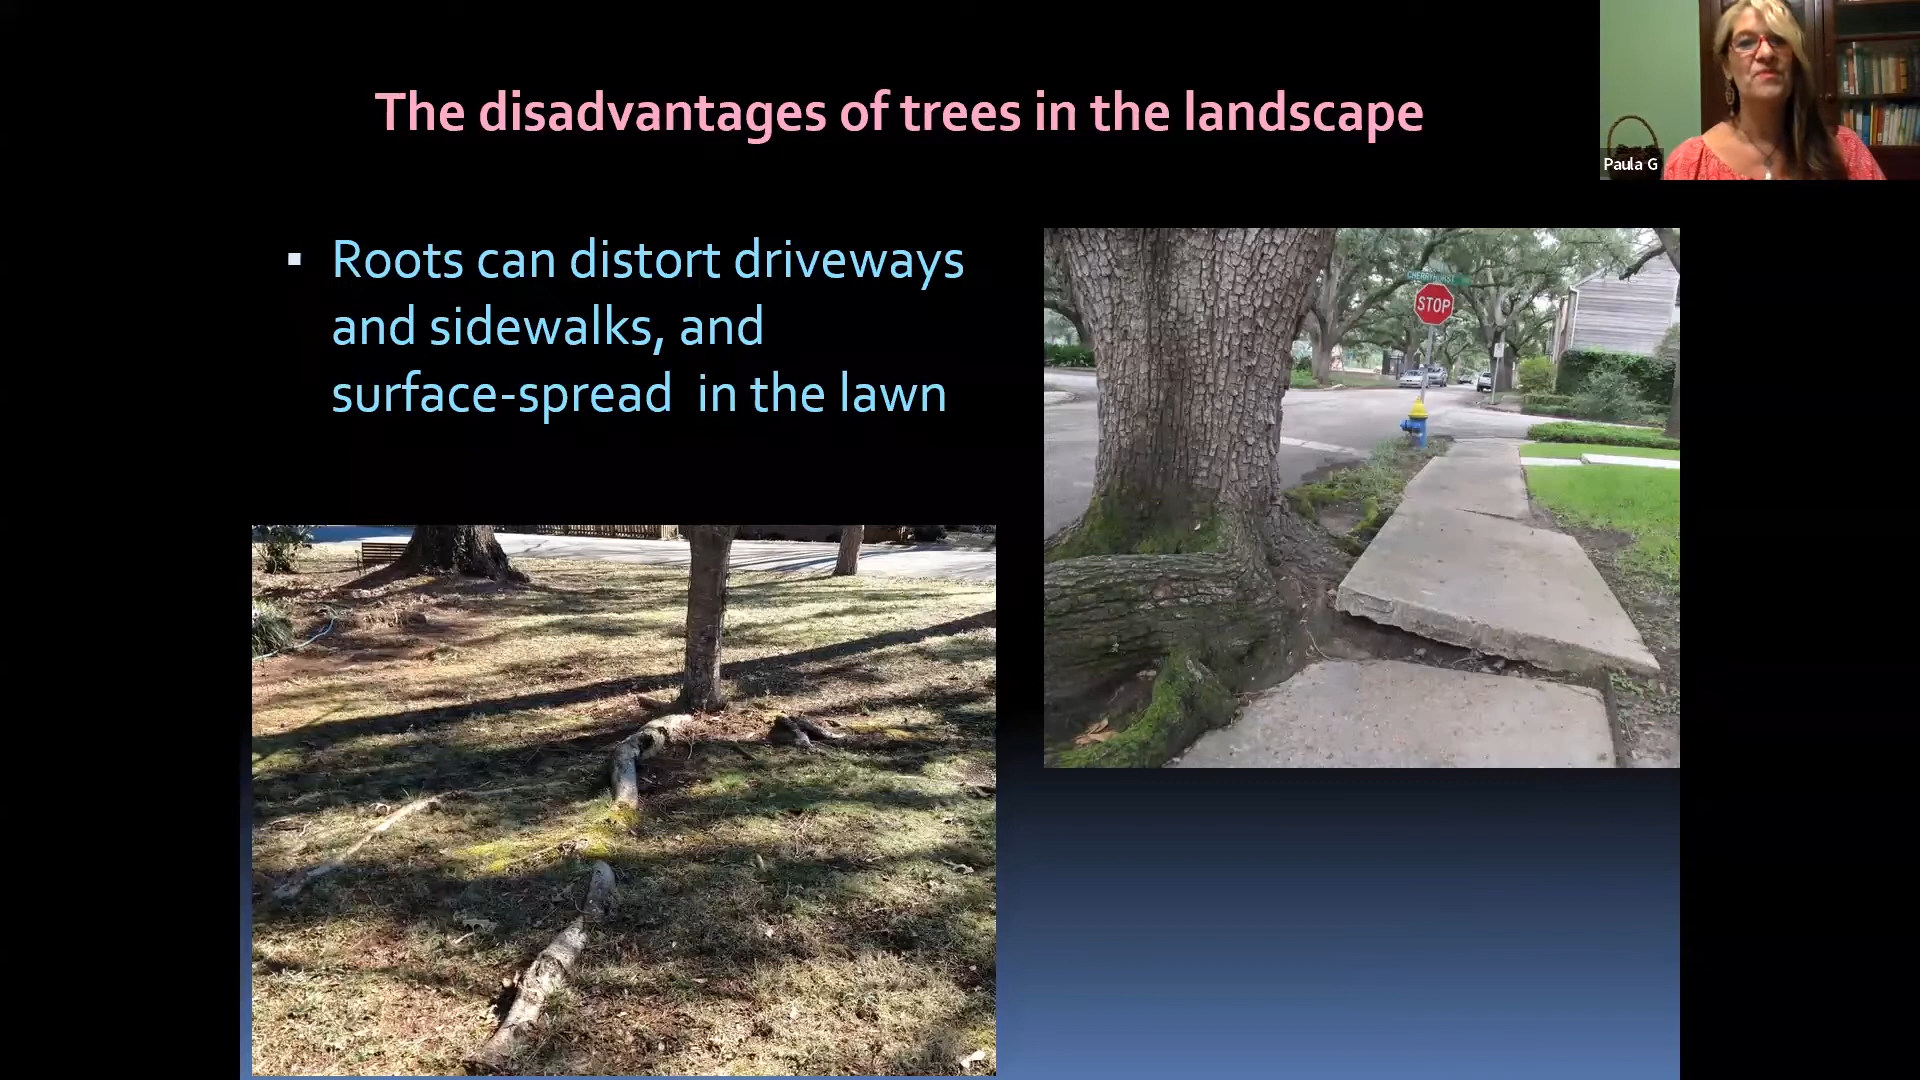 The disadvantages of trees in the landscape
Paula G
▪ Roots can distort driveways
and sidewalks, and
surface-spread in the lawn
CHERRYHURST
STOP